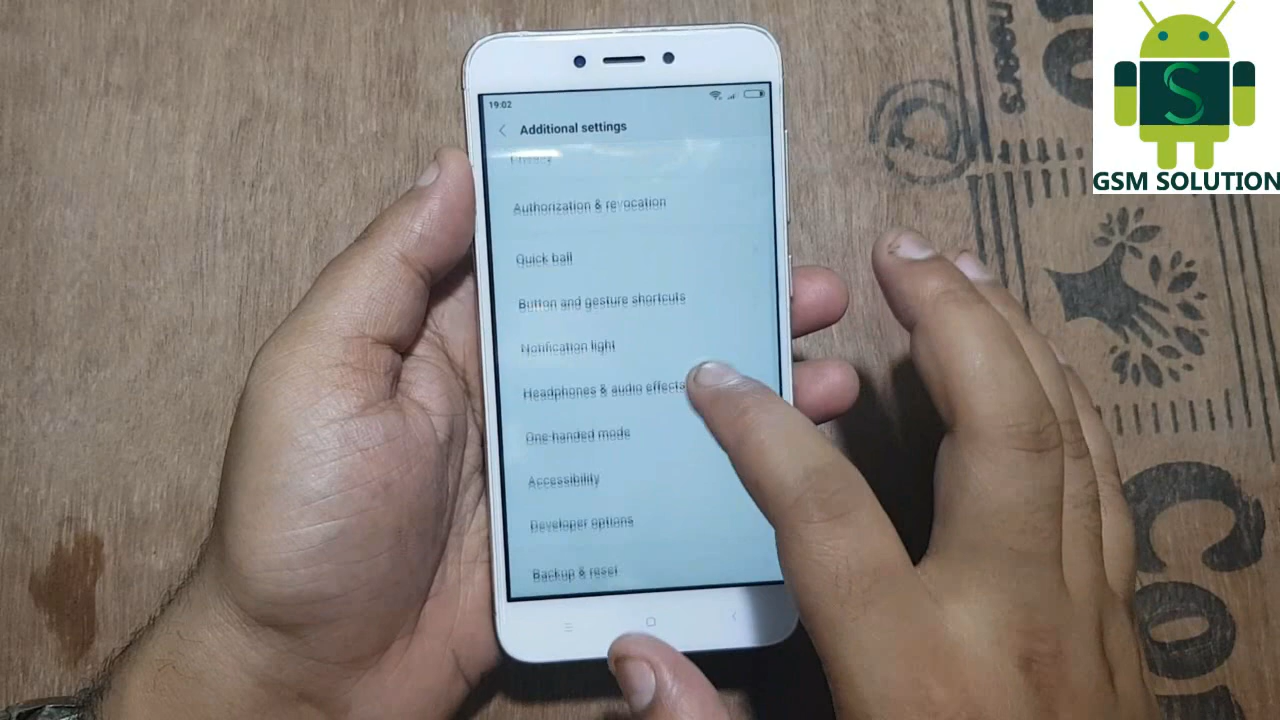 GSM SOLUTION
19:02
Additional settings
Privacy
Authorization & revocation
Quick ball
Button and gesture shortcuts
Notification light
Headphones & audio effects
One-handed mode
Accessibility
Developer options
Backup & reset